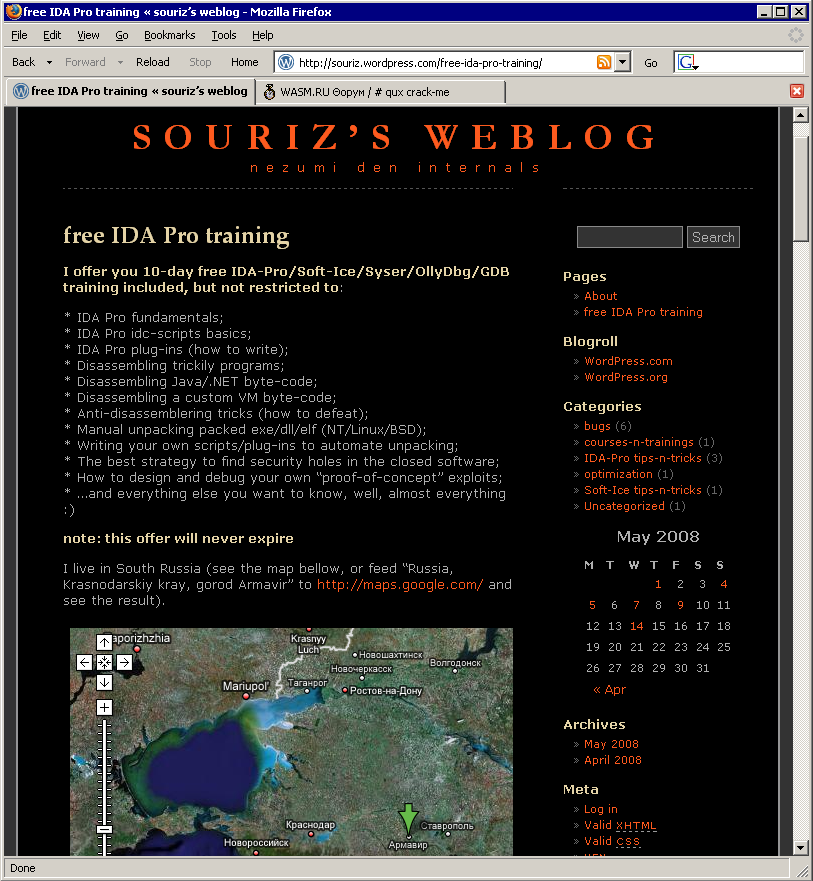 free IDA Pro training « souriz’s weblog - Mozilla Firefox
File Edit View Go Bookmarks Tools Help
Back Forward Reload Stop Home http://souriz.wordpress.com/free-ida-pro-training/ Go G
free IDA Pro training « souriz’s weblog WASM.RU Форум / # qux crack-me
SOURIZ’S WEBLOG
nezumi den internals
free IDA Pro training
I offer you 10-day free IDA-Pro/Soft-Ice/Syser/OllyDbg/GDB
training included, but not restricted to:
* IDA Pro fundamentals;
* IDA Pro idc-scripts basics;
* IDA Pro plug-ins (how to write);
* Disassembling trickily programs;
* Disassembling Java/.NET byte-code;
* Disassembling a custom VM byte-code;
* Anti-disassemblering tricks (how to defeat);
* Manual unpacking packed exe/dll/elf (NT/Linux/BSD);
* Writing your own scripts/plug-ins to automate unpacking;
* The best strategy to find security holes in the closed software;
* How to design and debug your own “proof-of-concept” exploits;
* …and everything else you want to know, well, almost everything
:)
note: this offer will never expire
I live in South Russia (see the map bellow, or feed “Russia,
Krasnodarskiy kray, gorod Armavir” to http://maps.google.com/ and
see the result).
aporizhzhia
Krasnyy
Luch
Новошахтинск
Новочеркасск
Волгодонск
Mariupol'
Таганрог
Ростов-на-Дону
Краснодар
Ставрополь
Новороссийск
Армавир
Search
Pages
» About
» free IDA Pro training
Blogroll
» WordPress.com
» WordPress.org
Categories
» bugs (6)
» courses-n-trainings (1)
» IDA-Pro tips-n-tricks (3)
» optimization (1)
» Soft-Ice tips-n-tricks (1)
» Uncategorized (1)
May 2008
M T W T F S S
1 2 3 4
5 6 7 8 9 10 11
12 13 14 15 16 17 18
19 20 21 22 23 24 25
26 27 28 29 30 31
« Apr
Archives
» May 2008
» April 2008
Meta
» Log in
» Valid XHTML
» Valid CSS
Done